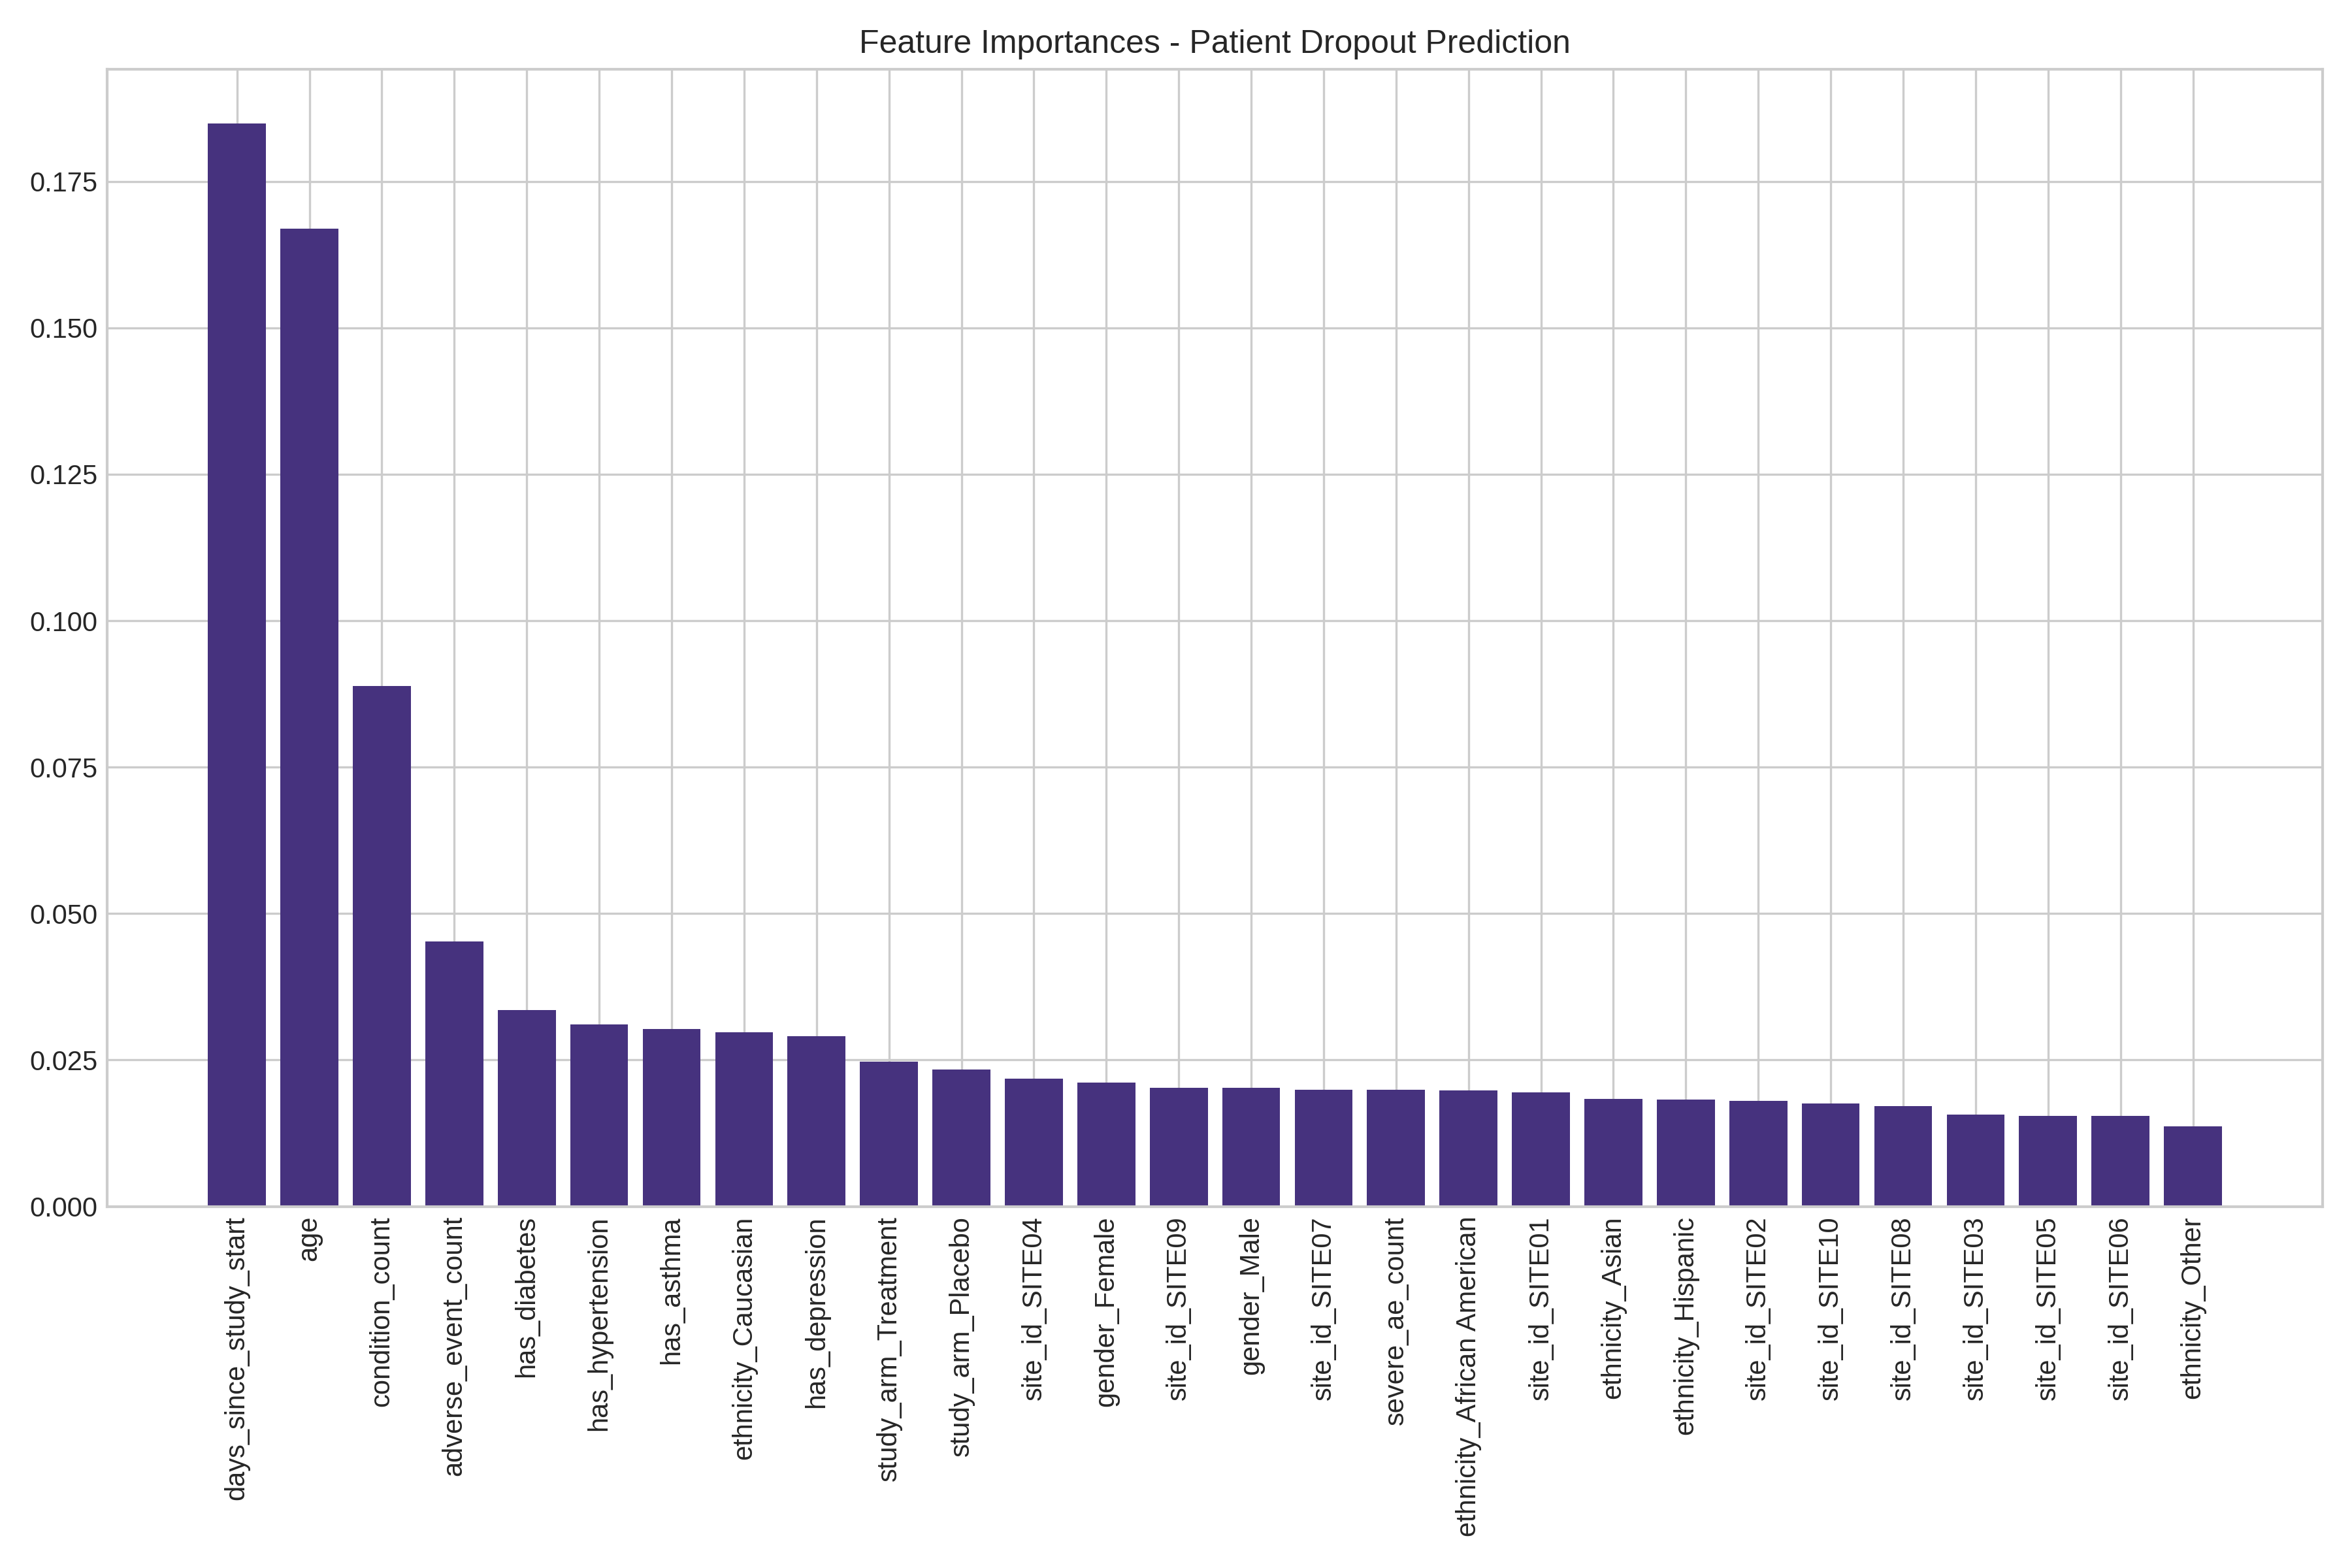 Feature Importances - Patient Dropout Prediction
0.175
0.150
0.125
0.100
0.075
0.050
0.025
0.000
days_since_study_start
age
condition_count
adverse_event_count
has_diabetes
has_hypertension
has_asthma
ethnicity_Caucasian
has_depression
study_arm_Treatment
study_arm_Placebo
site_id_SITE04
gender_Female
site_id_SITE09
gender_Male
site_id_SITE07
severe_ae_count
ethnicity_African American
site_id_SITE01
ethnicity_Asian
ethnicity_Hispanic
site_id_SITE02
site_id_SITE10
site_id_SITE08
site_id_SITE03
site_id_SITE05
site_id_SITE06
ethnicity_Other